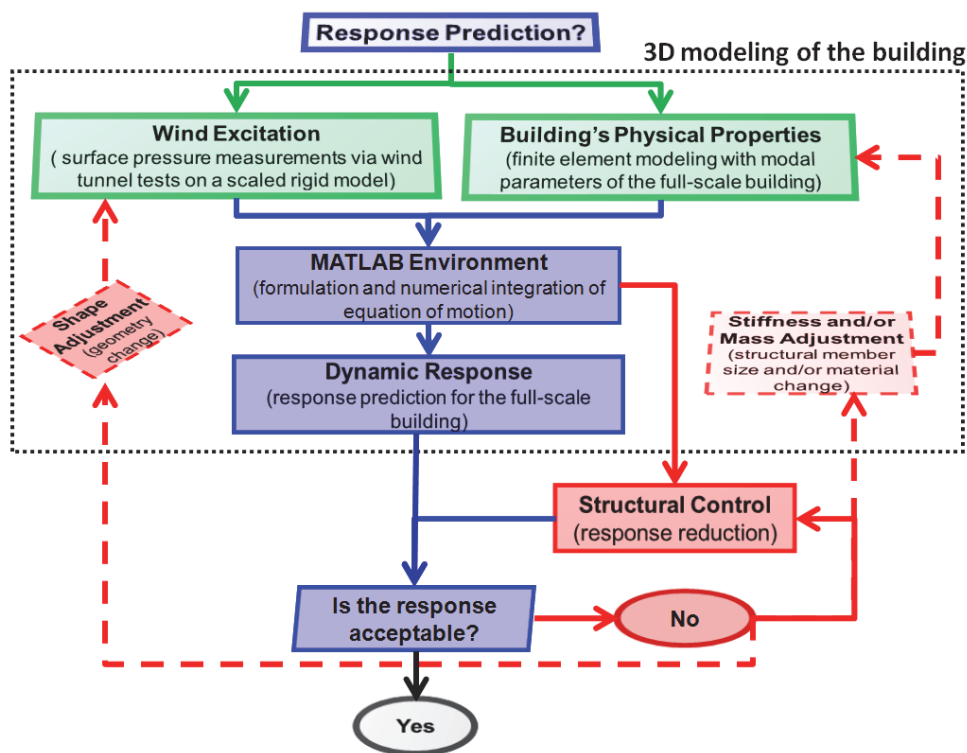 Response Prediction?
3D modeling of the building
Wind Excitation
( surface pressure measurements via wind
tunnel tests on a scaled rigid model)
Building's Physical Properties
(finite element modeling with modal
parameters of the full-scale building)
MATLAB Environment
(formulation and numerical integration of
equation of motion)
Shape
Adjustment
(geometry
change)
Stiffness and/or
Mass Adjustment
(structural member
size and/or material
change)
Dynamic Response
(response prediction for the full-scale
building)
Structural Control
(response reduction)
Is the response
acceptable?
No
Yes